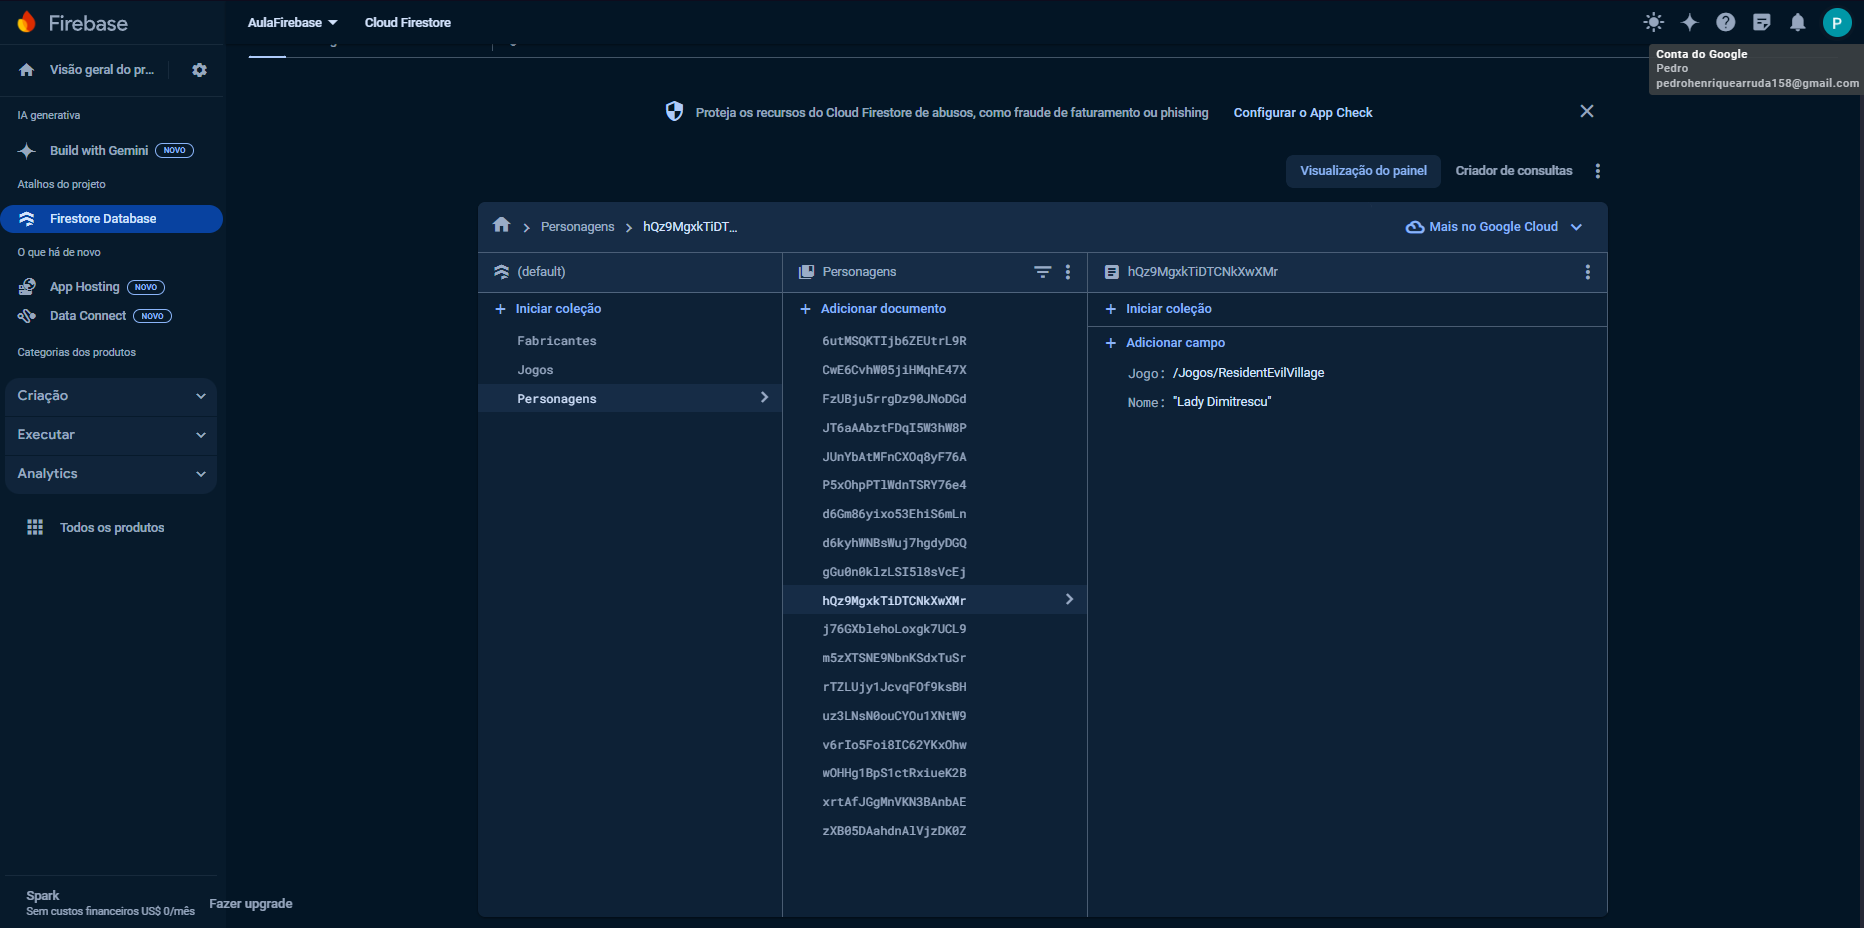 Firebase
AulaFirebase
Cloud Firestore
Conta do Google
Pedro
pedrohenriquearruda158@gmail.com
Visão geral do pr...
IA generativa
Build with Gemini NOVO
Atalhos do projeto
Firestore Database
O que há de novo
App Hosting NOVO
Data Connect NOVO
Categorias dos produtos
Criação
Executar
Analytics
Todos os produtos
Spark
Sem custos financeiros US$ 0/mês
Fazer upgrade
Proteja os recursos do Cloud Firestore de abusos, como fraude de faturamento ou phishing Configurar o App Check
Visualização do painel
Criador de consultas
Personagens
hQz9MgxkTiDT...
Mais no Google Cloud
(default)
Iniciar coleção
Fabricantes
Jogos
Personagens
Personagens
Adicionar documento
6utMSQKTIjb6ZEUtrL9R
CwE6CvhW05jiHMqhE47X
FzUBju5rrgDz90JNoDGd
JT6aAAbztFDqI5W3hW8P
JUnYbAtMFnCXOq8yF76A
P5xOhpPTlWdnTSRY76e4
d6Gm86yixo53EhiS6mLn
d6kyhWNBsWuj7hgdyDGQ
gGu0n0klzLSI5l8sVcEj
hQz9MgxkTiDTCNkXwXMr
j76GXblehoLoxgk7UCL9
m5zXTSNE9NbnKSdxTuSr
rTZLUjy1JcvqFOf9ksBH
uz3LNsN0ouCYOu1XNtW9
v6rIo5Foi8IC62YKxOhw
wOHHg1BpS1ctRxiueK2B
xrtAfJGgMnVKN3BAnbAE
zXB05DAahdnAlVjzDK0Z
hQz9MgxkTiDTCNkXwXMr
Iniciar coleção
Adicionar campo
Jogo: /Jogos/ResidentEvilVillage
Nome: "Lady Dimitrescu"
P